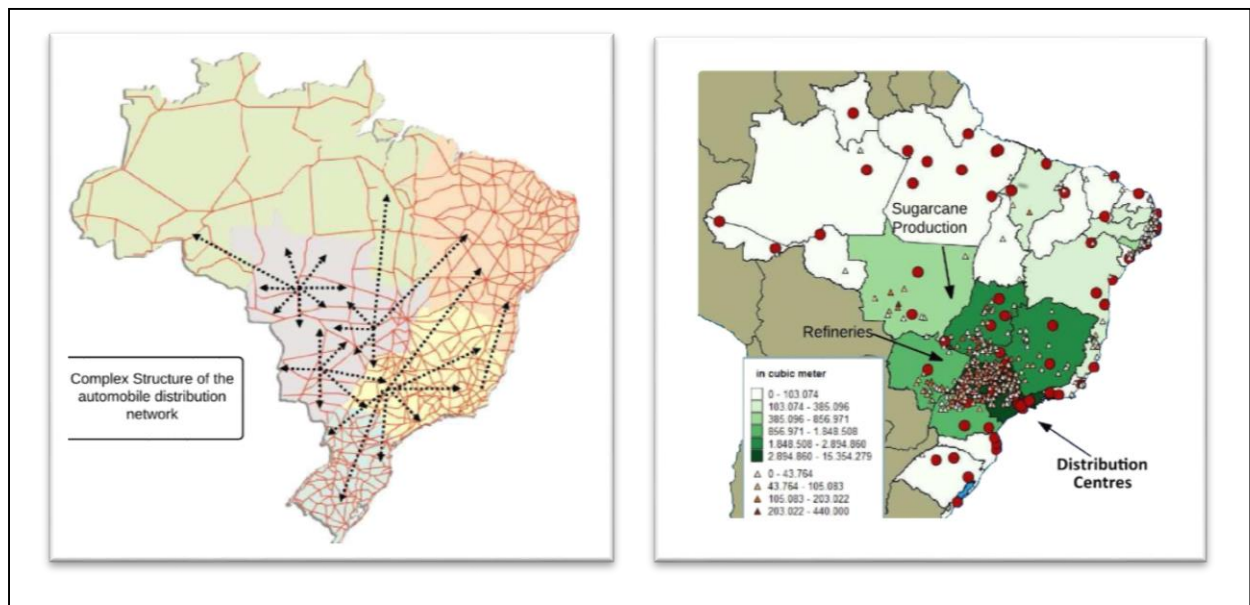 Complex Structure of the
automobile distribution
network
Sugarcane
Production
Refineries
in cubic meter
0 - 103.074
103.074 - 385.096
385.096 - 856.971
856.971 - 1.848.508
1.848.508 - 2.894.860
2.894.860 - 15.354.279
0 - 43.764
43.764 - 105.083
105.083 - 203.022
203.022 - 440.000
Distribution
Centres